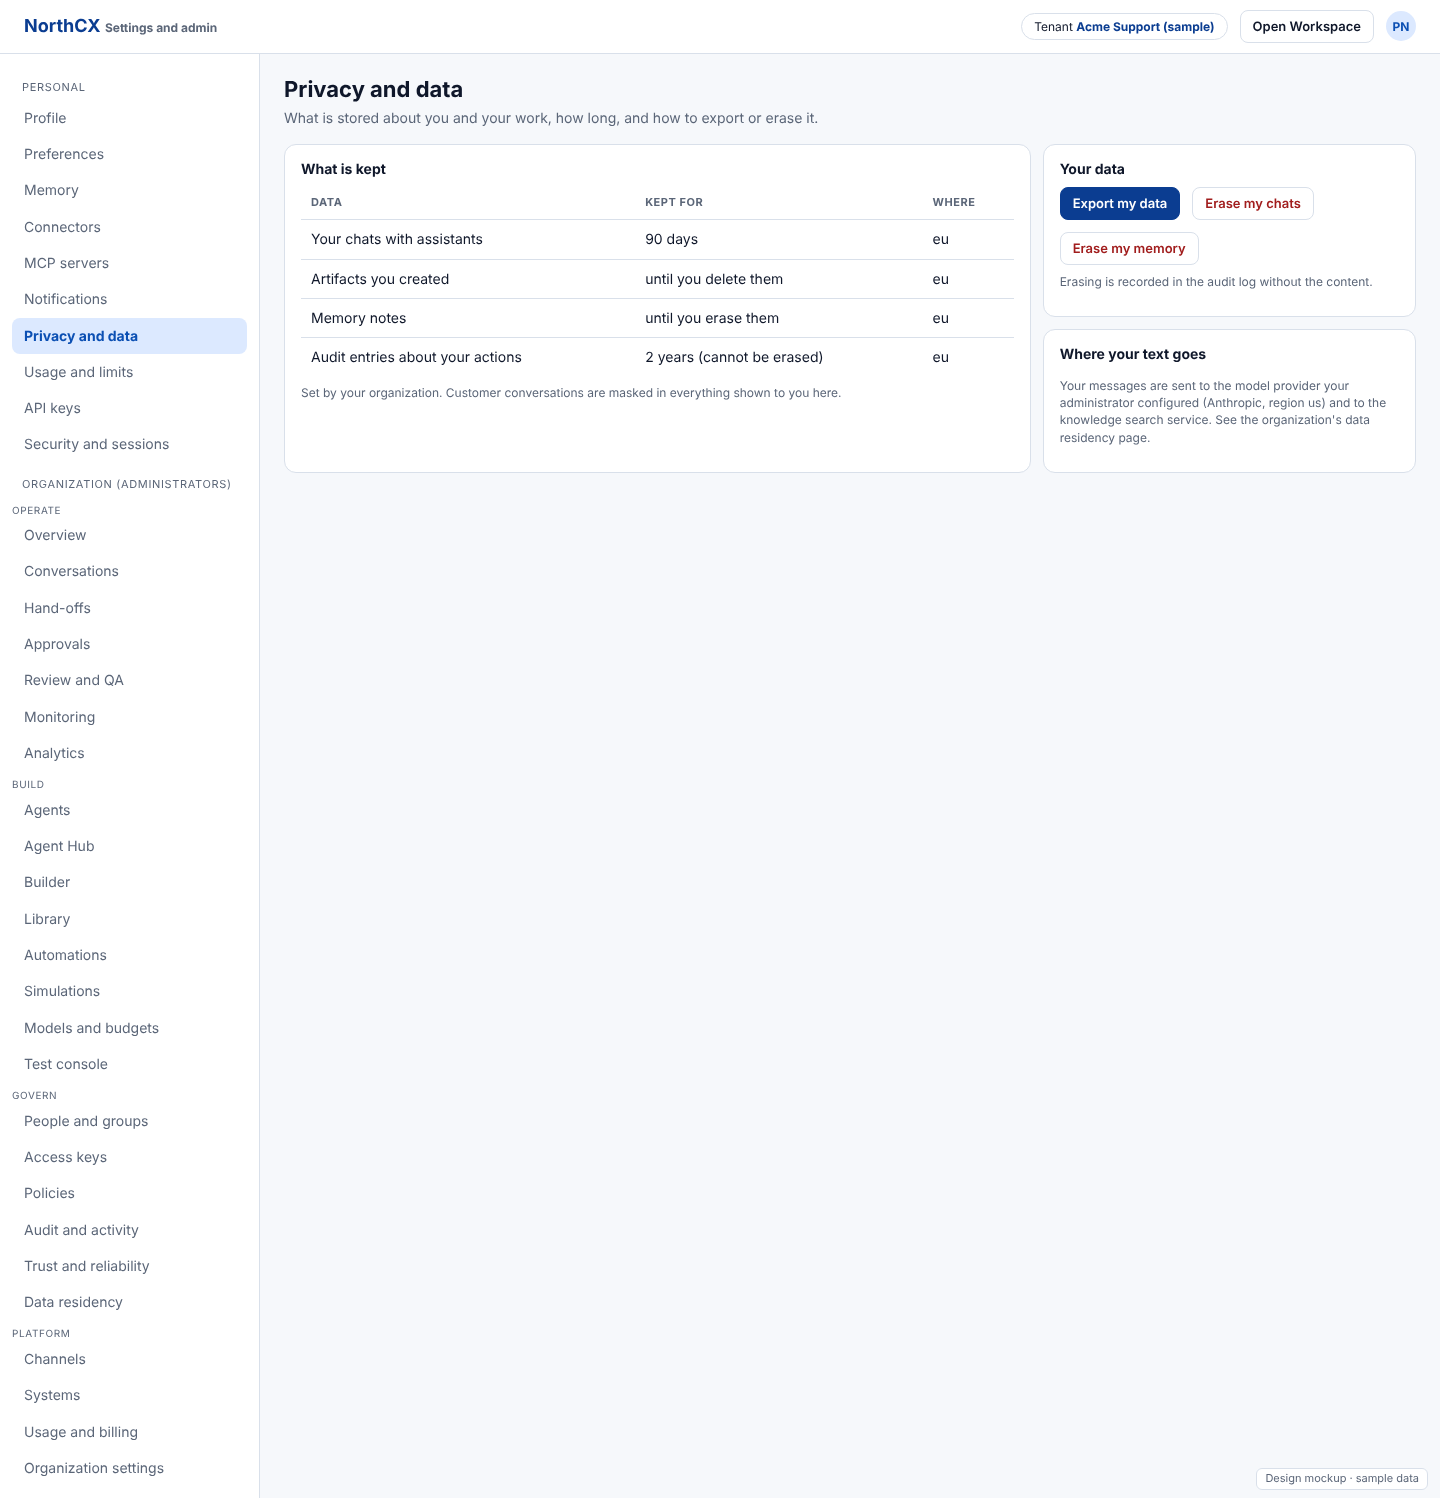 NorthCX Settings and admin
Tenant Acme Support (sample)
Open Workspace
PN
PERSONAL
Profile
Preferences
Memory
Connectors
MCP servers
Notifications
Privacy and data
Usage and limits
API keys
Security and sessions
ORGANIZATION (ADMINISTRATORS)
OPERATE
Overview
Conversations
Hand-offs
Approvals
Review and QA
Monitoring
Analytics
BUILD
Agents
Agent Hub
Builder
Library
Automations
Simulations
Models and budgets
Test console
GOVERN
People and groups
Access keys
Policies
Audit and activity
Trust and reliability
Data residency
PLATFORM
Channels
Systems
Usage and billing
Organization settings
Privacy and data
What is stored about you and your work, how long, and how to export or erase it.
What is kept
DATA KEPT FOR WHERE
Your chats with assistants 90 days eu
Artifacts you created until you delete them eu
Memory notes until you erase them eu
Audit entries about your actions 2 years (cannot be erased) eu
Set by your organization. Customer conversations are masked in everything shown to you here.
Your data
Export my data
Erase my chats
Erase my memory
Erasing is recorded in the audit log without the content.
Where your text goes
Your messages are sent to the model provider your
administrator configured (Anthropic, region us) and to the
knowledge search service. See the organization's data
residency page.
Design mockup · sample data